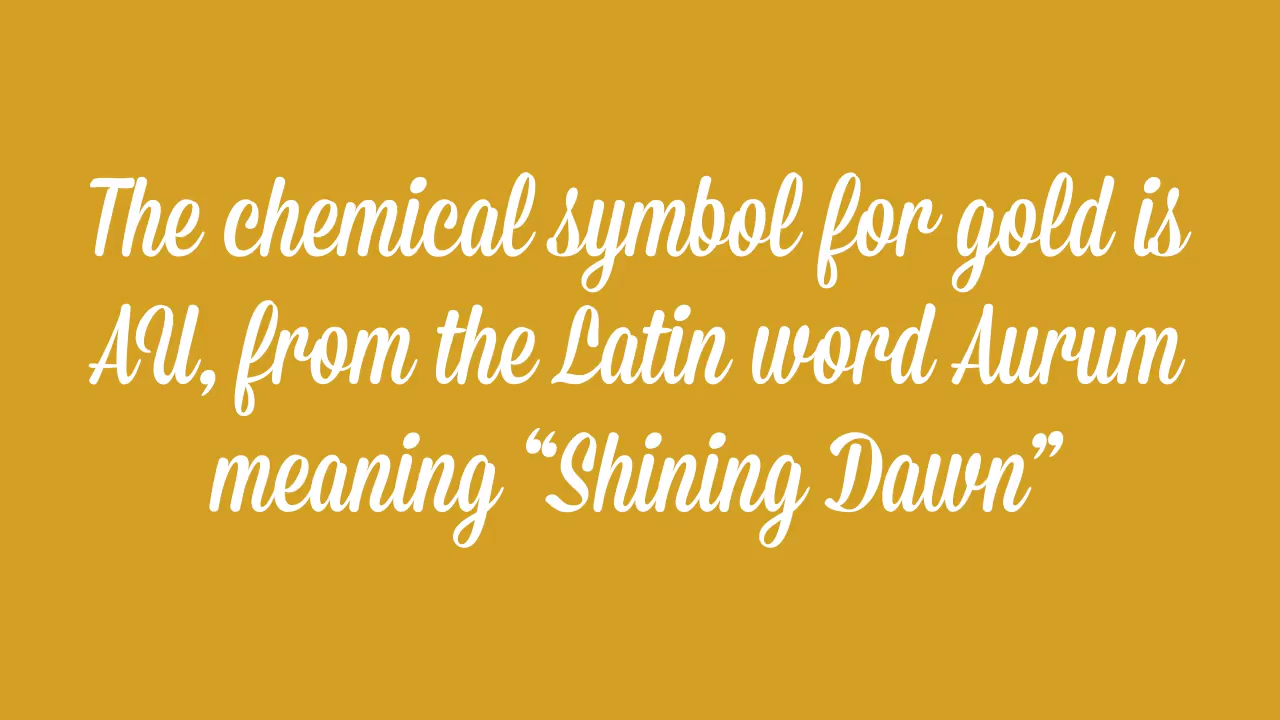 The chemical symbol for gold is
AU, from the Latin word Aurum
meaning “Shining Dawn”